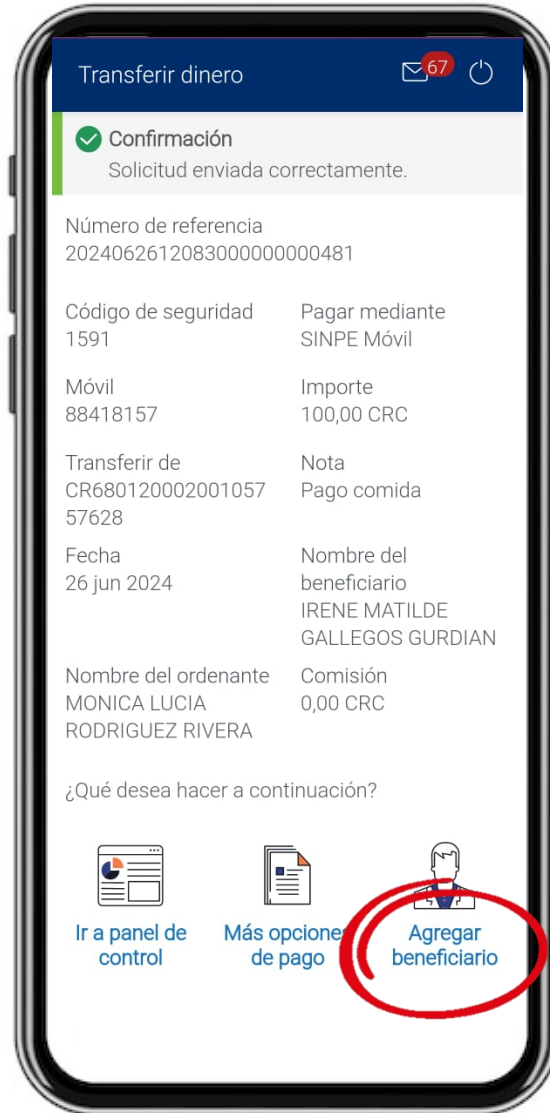 Transferir dinero
67
Confirmación
Solicitud enviada correctamente.
Número de referencia
2024062612083000000000481
Código de seguridad
1591
Pagar mediante
SINPE Móvil
Móvil
88418157
Importe
100,00 CRC
Transferir de
CR680120002001057
57628
Nota
Pago comida
Fecha
26 jun 2024
Nombre del
beneficiario
IRENE MATILDE
GALLEGOS GURDIAN
Nombre del ordenante
MONICA LUCIA
RODRIGUEZ RIVERA
Comisión
0,00 CRC
¿Qué desea hacer a continuación?
Ir a panel de
control
Más opciones
de pago
Agregar
beneficiario